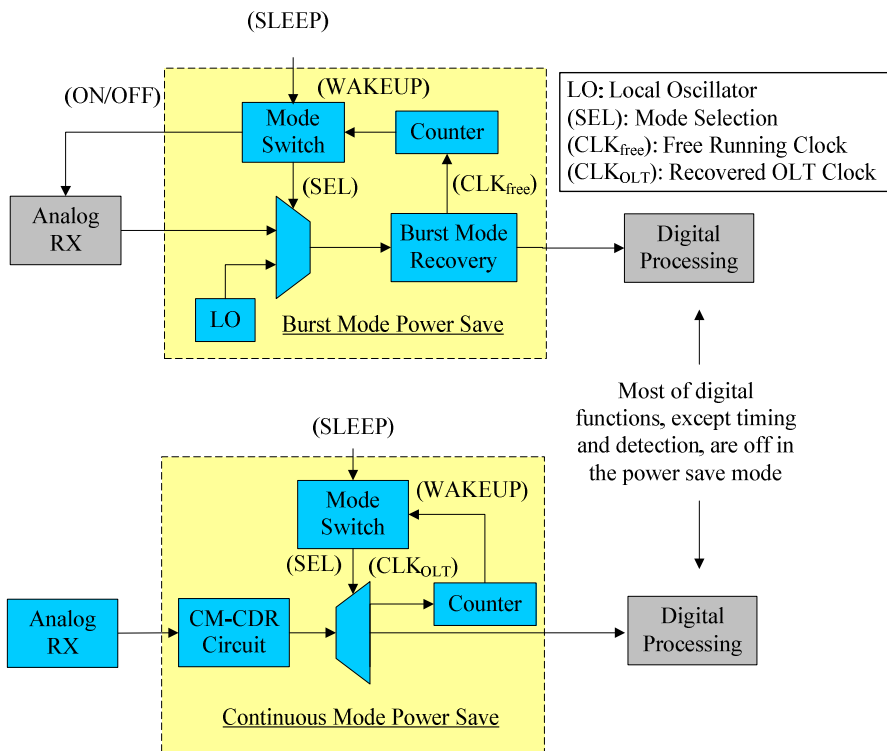 (SLEEP)
(ON/OFF)
(WAKEUP)
Mode
Switch
Counter
(SEL)
(CLKfree)
Analog
RX
Burst Mode
Recovery
Digital
Processing
LO
Burst Mode Power Save
LO: Local Oscillator
(SEL): Mode Selection
(CLKfree): Free Running Clock
(CLKOLT): Recovered OLT Clock
Most of digital
functions, except timing
and detection, are off in
the power save mode
(SLEEP)
Mode
Switch
(WAKEUP)
(SEL)
(CLKOLT)
Counter
Analog
RX
CM-CDR
Circuit
Digital
Processing
Continuous Mode Power Save